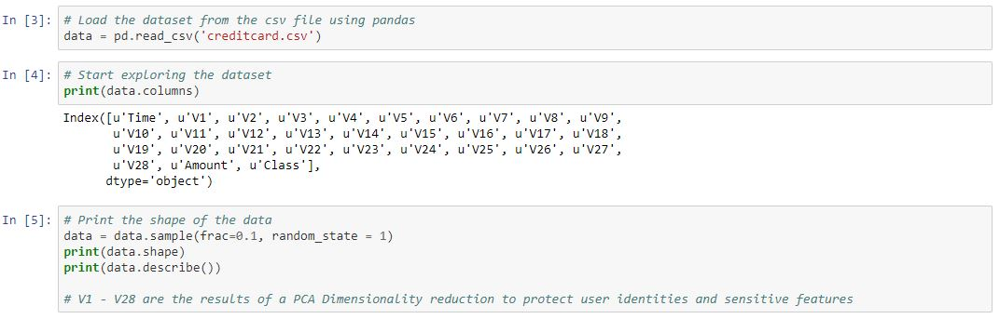 In [3]: # Load the dataset from the csv file using pandas
data = pd.read_csv('creditcard.csv')
In [4]: # Start exploring the dataset
print(data.columns)
Index([u'Time', u'V1', u'V2', u'V3', u'V4', u'V5', u'V6', u'V7', u'V8', u'V9',
u'V10', u'V11', u'V12', u'V13', u'V14', u'V15', u'V16', u'V17', u'V18',
u'V19', u'V20', u'V21', u'V22', u'V23', u'V24', u'V25', u'V26', u'V27',
u'V28', u'Amount', u'Class'],
dtype='object')
In [5]: # Print the shape of the data
data = data.sample(frac=0.1, random_state = 1)
print(data.shape)
print(data.describe())
# V1 - V28 are the results of a PCA Dimensionality reduction to protect user identities and sensitive features